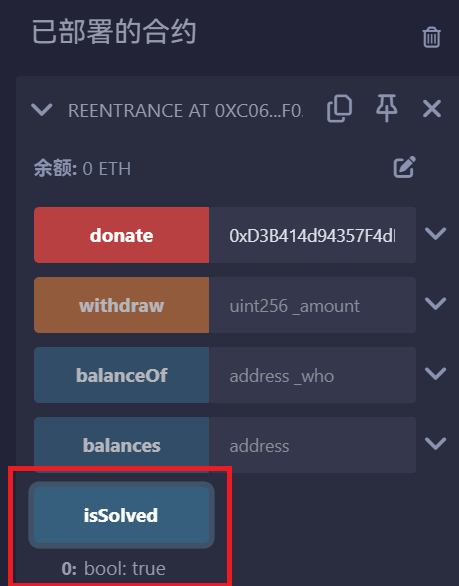 已部署的合约
REENTRANCE AT 0XC06...F0
余额: 0 ETH
donate 0xD3B414d94357F4d
withdraw uint256 _amount
balanceOf address _who
balances address
isSolved
0: bool: true